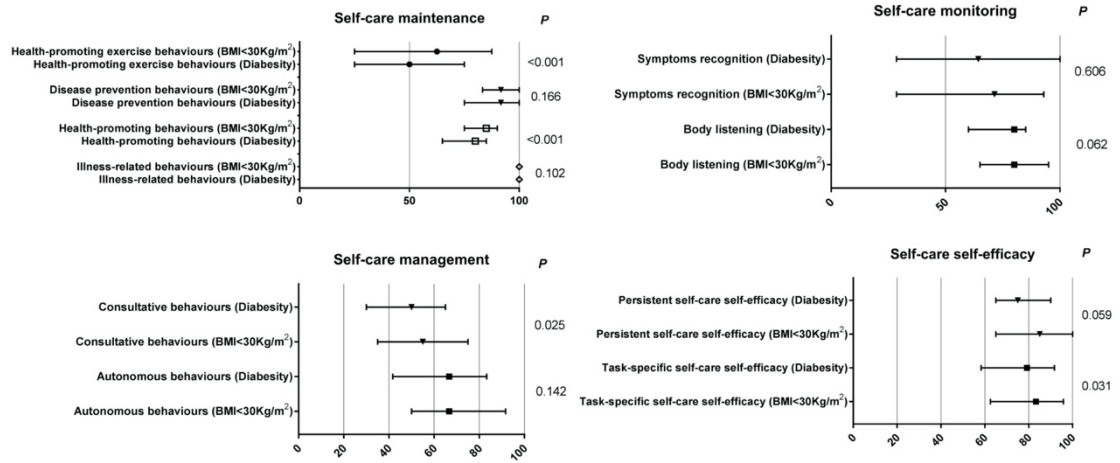 Self-care maintenance P
Health-promoting exercise behaviours (BMI<30Kg/m²)
Health-promoting exercise behaviours (Diabesity)
<0.001
Disease prevention behaviours (BMI<30Kg/m²)
Disease prevention behaviours (Diabesity)
0.166
Health-promoting behaviours (BMI<30Kg/m²)
Health-promoting behaviours (Diabesity)
<0.001
Illness-related behaviours (BMI<30Kg/m²)
Illness-related behaviours (Diabesity)
0.102
0 50 100
Self-care monitoring P
Symptoms recognition (Diabesity)
0.606
Symptoms recognition (BMI<30Kg/m²)
Body listening (Diabesity)
0.062
Body listening (BMI<30Kg/m²)
50 100
Self-care management P
Consultative behaviours (Diabesity)
0.025
Consultative behaviours (BMI<30Kg/m²)
Autonomous behaviours (Diabesity)
0.142
Autonomous behaviours (BMI<30Kg/m²)
0 20 40 60 80 100
Self-care self-efficacy P
Persistent self-care self-efficacy (Diabesity)
0.059
Persistent self-care self-efficacy (BMI<30Kg/m²)
Task-specific self-care self-efficacy (Diabesity)
0.031
Task-specific self-care self-efficacy (BMI<30Kg/m²)
0 20 40 60 80 100